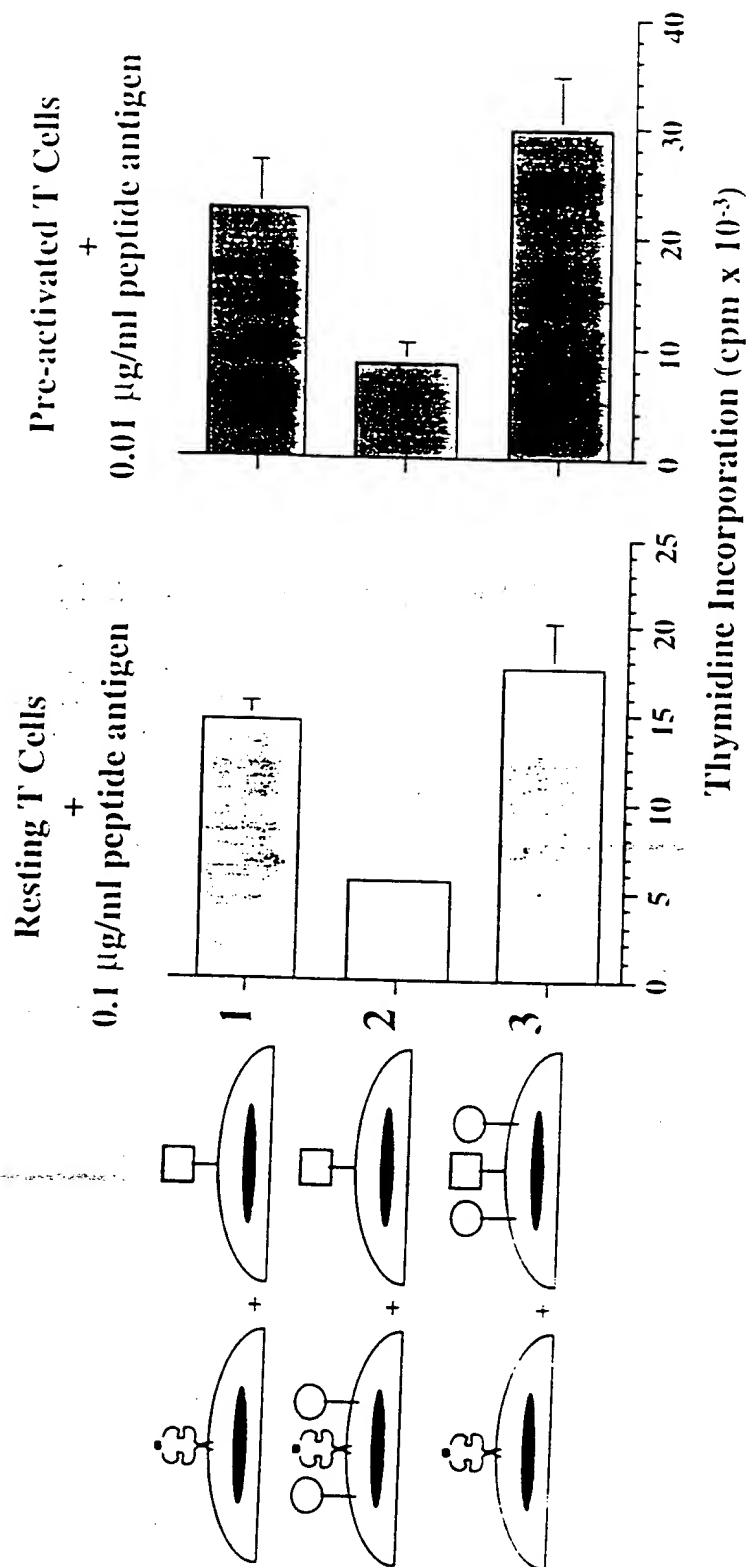 Resting T Cells
+
0.1 µg/ml peptide antigen
Pre-activated T Cells
+
0.01 µg/ml peptide antigen
+ 1
+ 2
+ 3
0 5 10 15 20 25
0 10 20 30 40
Thymidine Incorporation (cpm x 10-3)